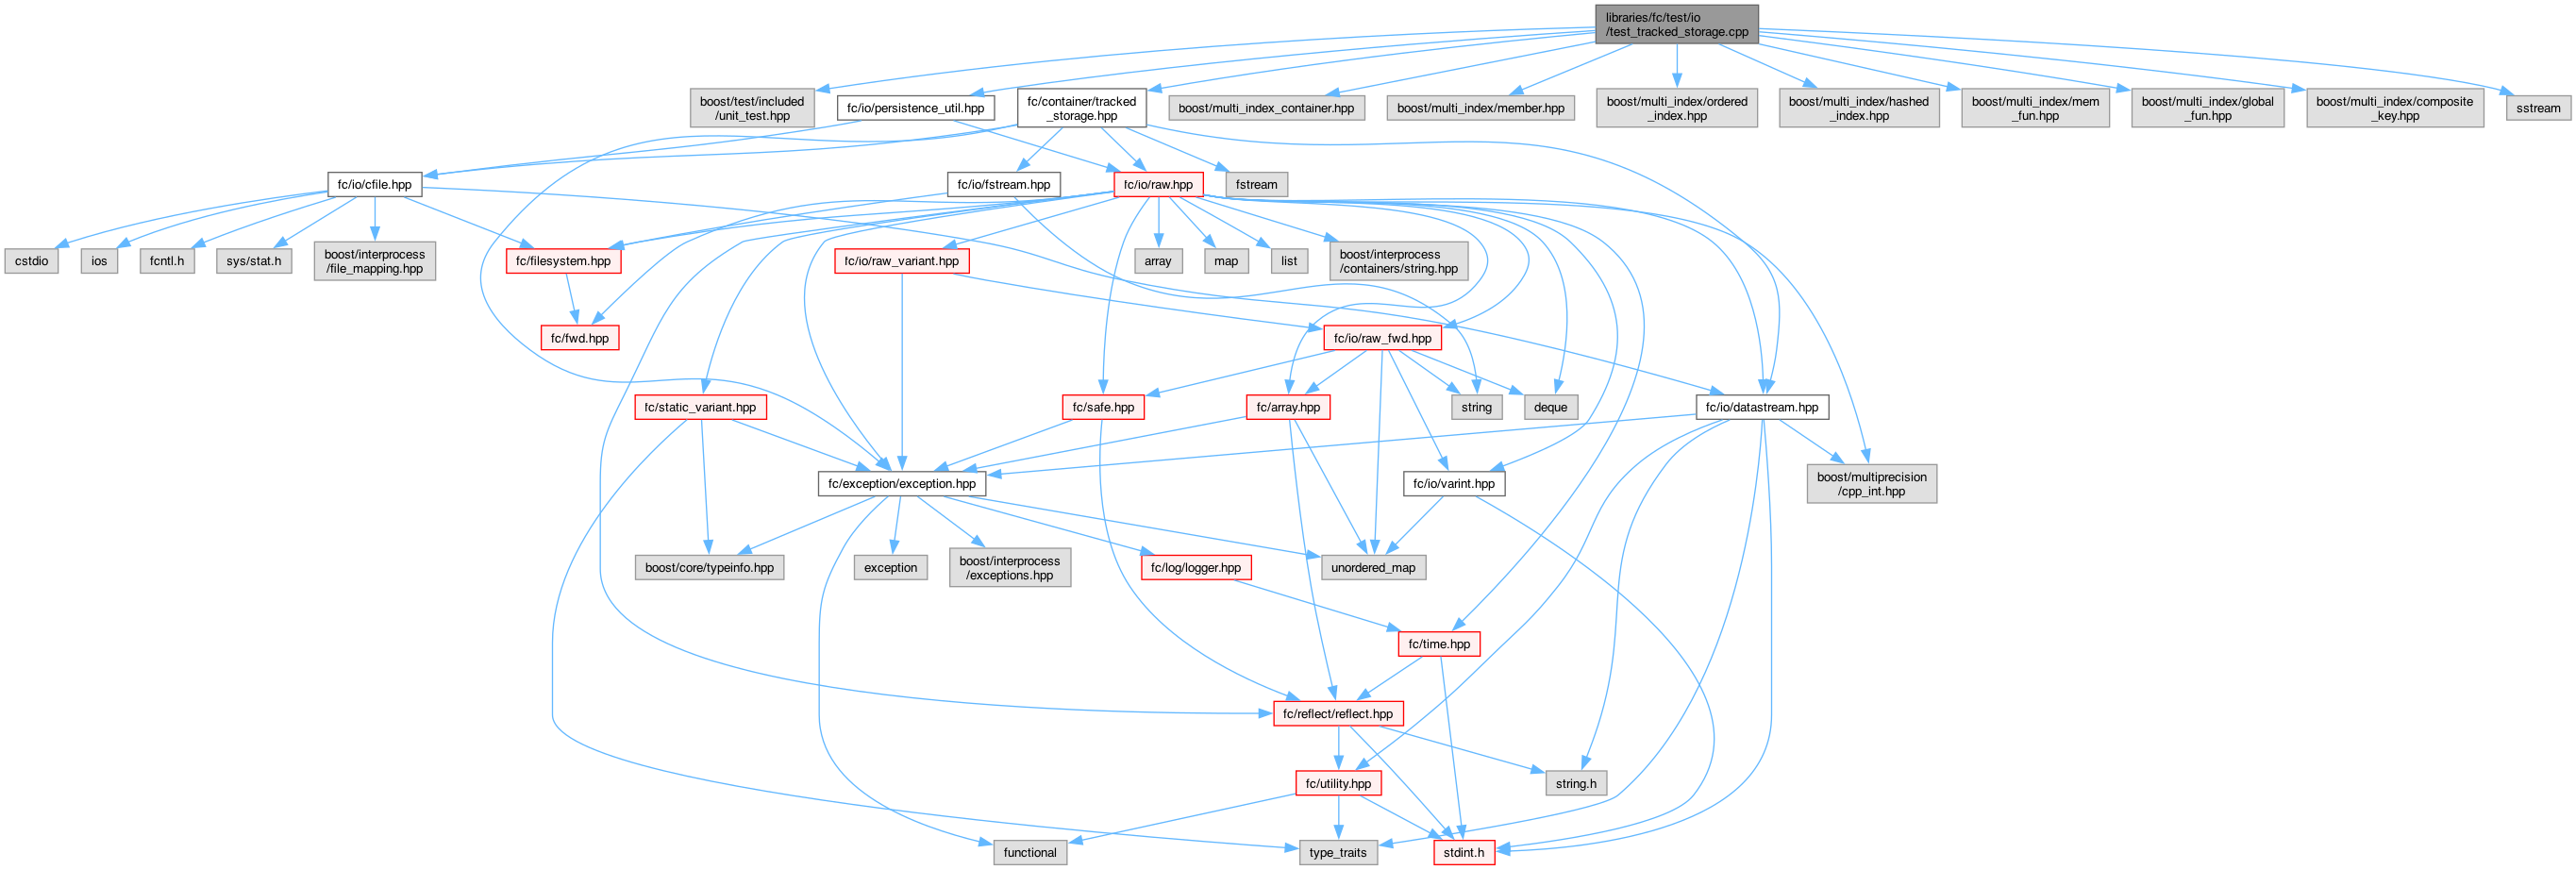 libraries/fc/test/io
/test_tracked_storage.cpp
boost/test/included
/unit_test.hpp
fc/io/persistence_util.hpp
fc/container/tracked
_storage.hpp
boost/multi_index_container.hpp
boost/multi_index/member.hpp
boost/multi_index/ordered
_index.hpp
boost/multi_index/hashed
_index.hpp
boost/multi_index/mem
_fun.hpp
boost/multi_index/global
_fun.hpp
boost/multi_index/composite
_key.hpp
sstream
fc/io/cfile.hpp
fc/io/fstream.hpp
fc/io/raw.hpp
fstream
cstdio
ios
fcntl.h
sys/stat.h
boost/interprocess
/file_mapping.hpp
fc/filesystem.hpp
fc/io/raw_variant.hpp
array
map
list
boost/interprocess
/containers/string.hpp
fc/fwd.hpp
fc/io/raw_fwd.hpp
fc/static_variant.hpp
fc/safe.hpp
fc/array.hpp
string
deque
fc/io/datastream.hpp
fc/exception/exception.hpp
fc/io/varint.hpp
boost/multiprecision
/cpp_int.hpp
boost/core/typeinfo.hpp
exception
boost/interprocess
/exceptions.hpp
fc/log/logger.hpp
unordered_map
fc/time.hpp
fc/reflect/reflect.hpp
fc/utility.hpp
string.h
functional
type_traits
stdint.h